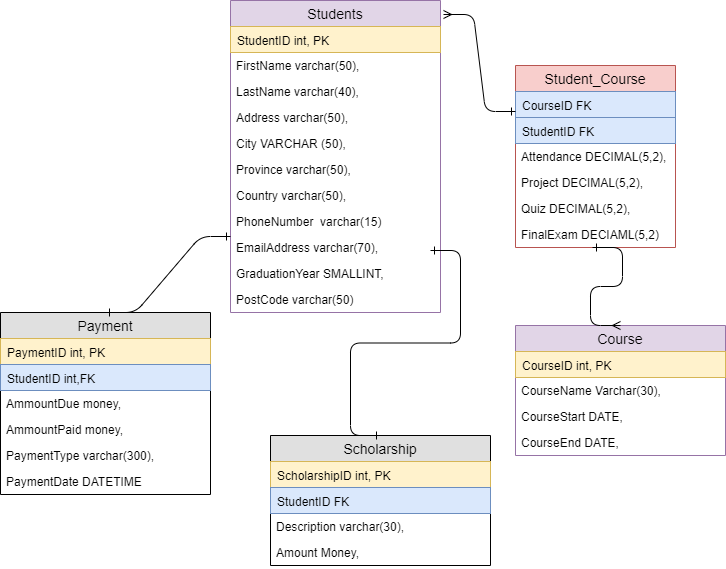 Students
StudentID int, PK
FirstName varchar(50),
LastName varchar(40),
Address varchar(50),
City VARCHAR (50),
Province varchar(50),
Country varchar(50),
PhoneNumber  varchar(15)
EmailAddress varchar(70),
GraduationYear SMALLINT,
PostCode varchar(50)
Student_Course
CourseID FK
StudentID FK
Attendance DECIMAL(5,2),
Project DECIMAL(5,2),
Quiz DECIMAL(5,2),
FinalExam DECIAML(5,2)
Payment
PaymentID int, PK
StudentID int,FK
AmmountDue money,
AmmountPaid money,
PaymentType varchar(300),
PaymentDate DATETIME
Course
CourseID int, PK
CourseName Varchar(30),
CourseStart DATE,
CourseEnd DATE,
Scholarship
ScholarshipID int, PK
StudentID FK
Description varchar(30),
Amount Money,